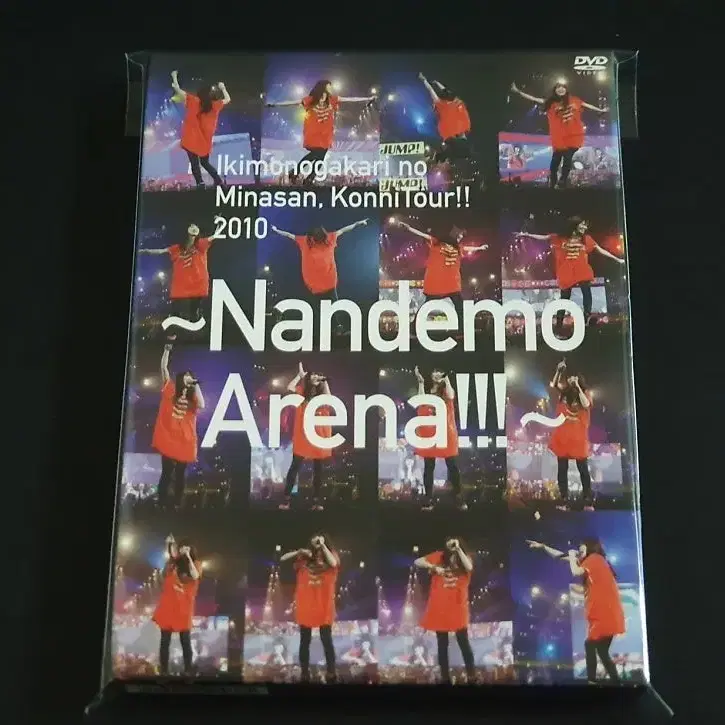 DVD
VIDEO
JUMP!
JUMP!
Ikimonogakari no
Minasan, KonniTour!!
2010
~Nandemo
Arena!!!~